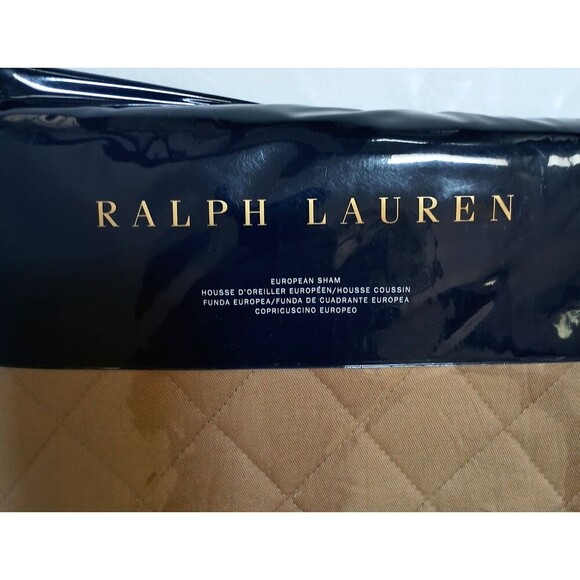 RALPH LAUREN
EUROPEAN SHAM
HOUSSE D'OREILLER EUROPÉEN/HOUSSE COUSSIN
FUNDA EUROPEA/FUNDA DE CUADRANTE EUROPEA
COPRICUSCINO EUROPEO